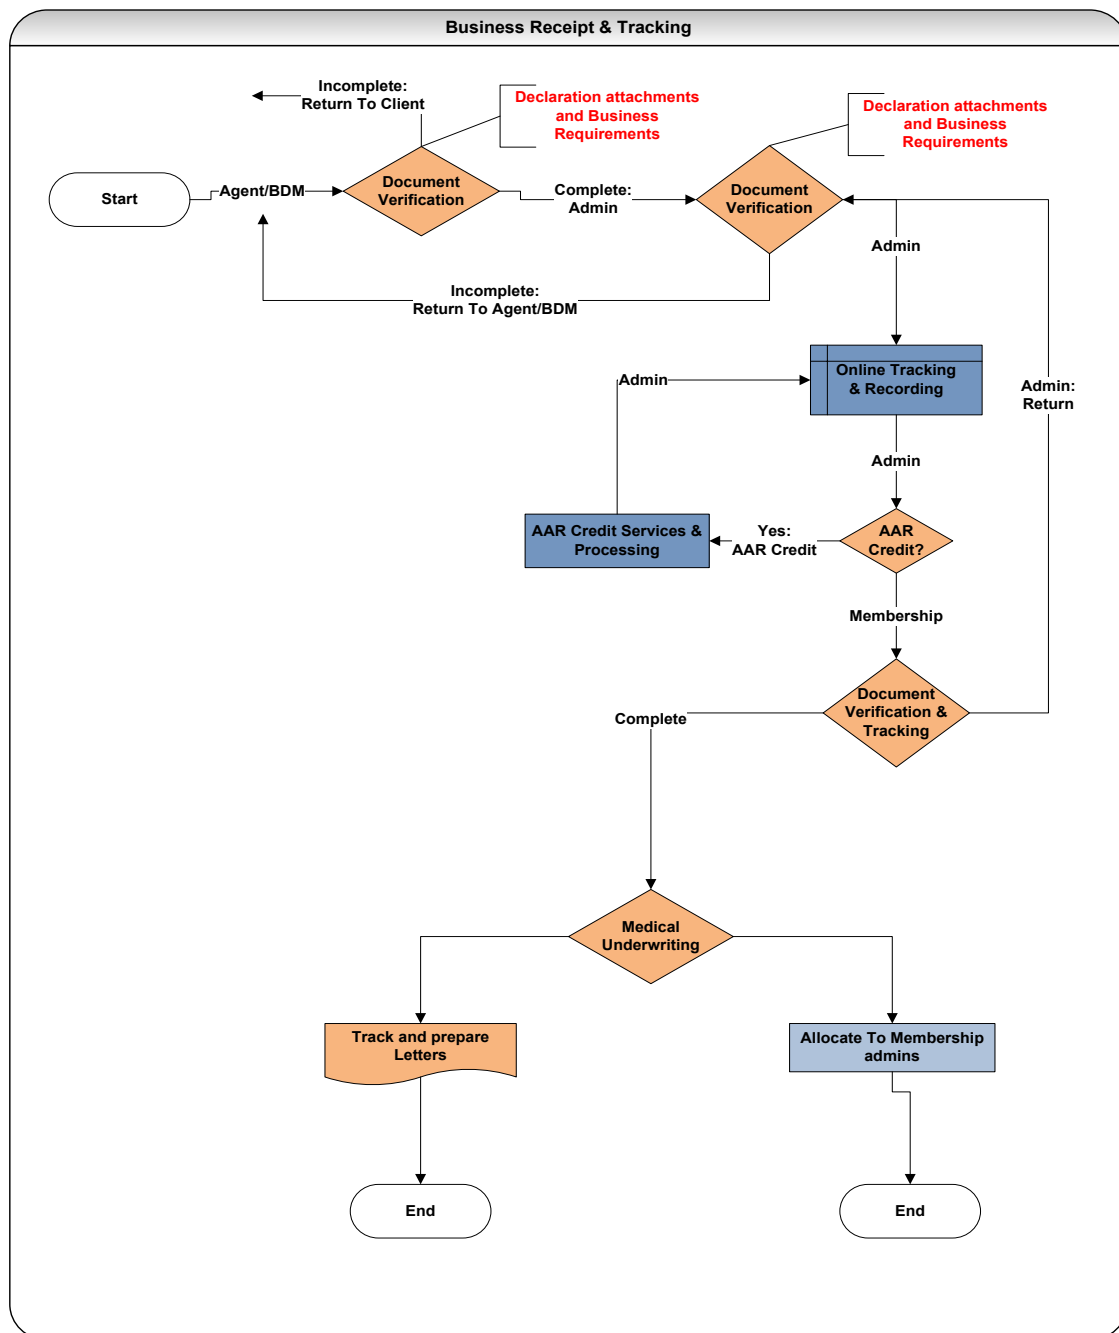 Business Receipt & Tracking
Incomplete:
Return To Client
Declaration attachments
and Business
Requirements
Declaration attachments
and Business
Requirements
Start
Agent/BDM
Document
Verification
Complete:
Admin
Document
Verification
Admin
Incomplete:
Return To Agent/BDM
Online Tracking
& Recording
Admin
Admin:
Return
Admin
AAR Credit Services &
Processing
Yes:
AAR Credit
AAR
Credit?
Membership
Document
Verification &
Tracking
Complete
Medical
Underwriting
Track and prepare
Letters
Allocate To Membership
admins
End
End